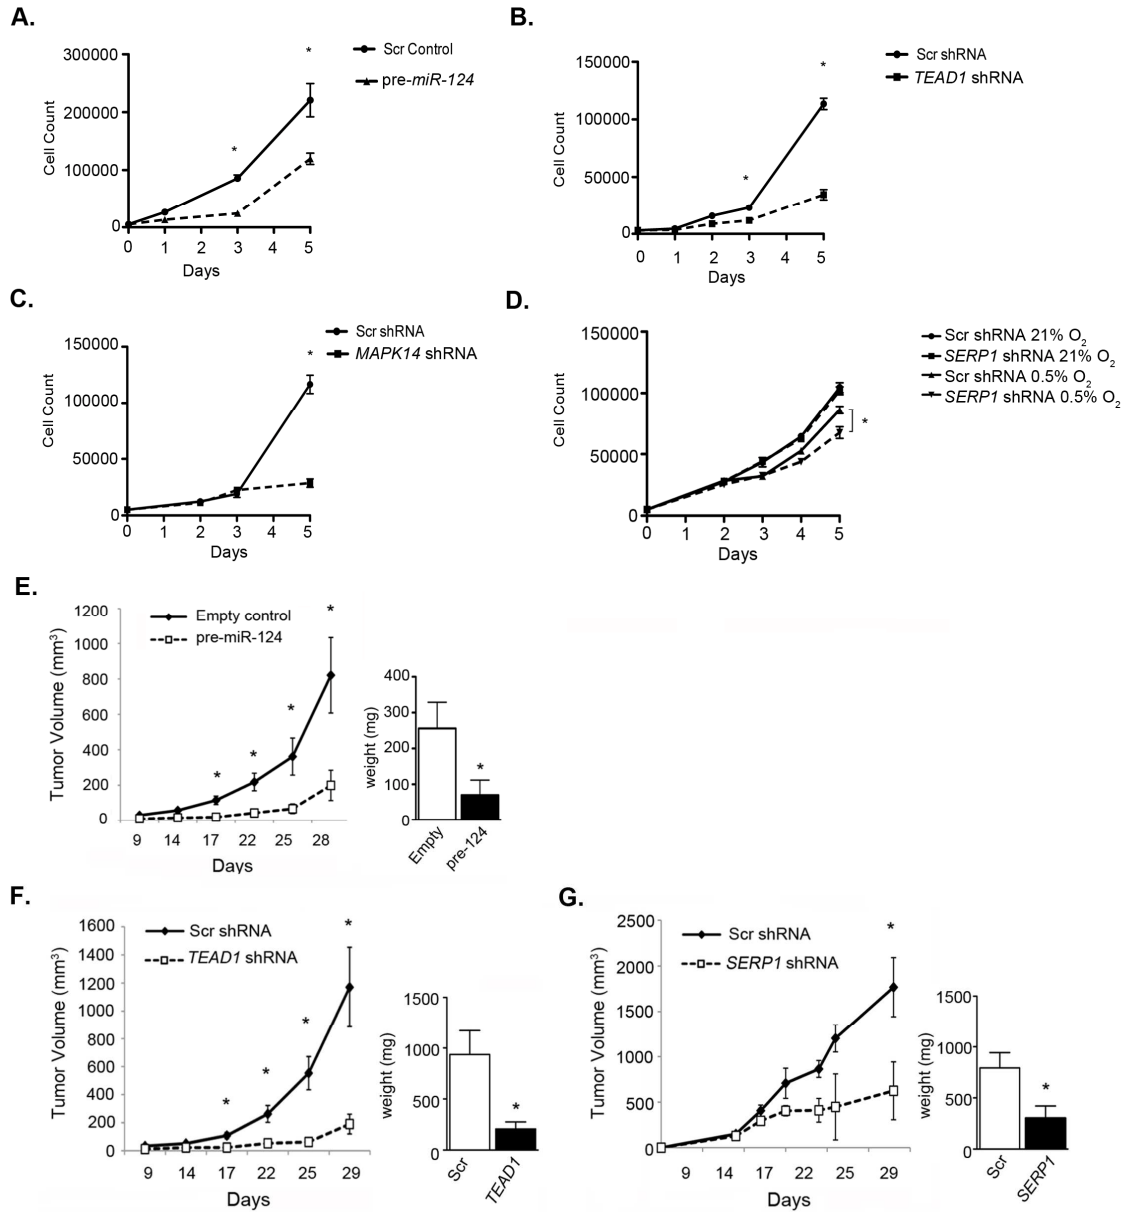 A.
300000
200000
100000
0
Cell Count
0 1 2 3 4 5
Days
*
*
Scr Control
pre-miR-124
B.
150000
100000
50000
0
Cell Count
0 1 2 3 4 5
Days
*
*
Scr shRNA
TEAD1 shRNA
C.
150000
100000
50000
0
Cell Count
0 1 2 3 4 5
Days
*
Scr shRNA
MAPK14 shRNA
D.
150000
100000
50000
0
Cell Count
0 1 2 3 4 5
Days
*
Scr shRNA 21% O2
SERP1 shRNA 21% O2
Scr shRNA 0.5% O2
SERP1 shRNA 0.5% O2
E.
1200
1000
800
600
400
200
0
Tumor Volume (mm3)
9 14 17 22 25 28
Days
Empty control
pre-miR-124
*
*
*
*
400
300
200
100
0
weight (mg)
*
Empty
pre-124
F.
1600
1400
1200
1000
800
600
400
200
0
Tumor Volume (mm3)
9 14 17 22 25 29
Days
Scr shRNA
TEAD1 shRNA
*
*
*
*
1500
1000
500
0
weight (mg)
*
Scr
TEAD1
G.
2500
2000
1500
1000
500
0
Tumor Volume (mm3)
9 14 17 22 25 29
Days
Scr shRNA
SERP1 shRNA
*
1500
1000
500
0
weight (mg)
*
Scr
SERP1